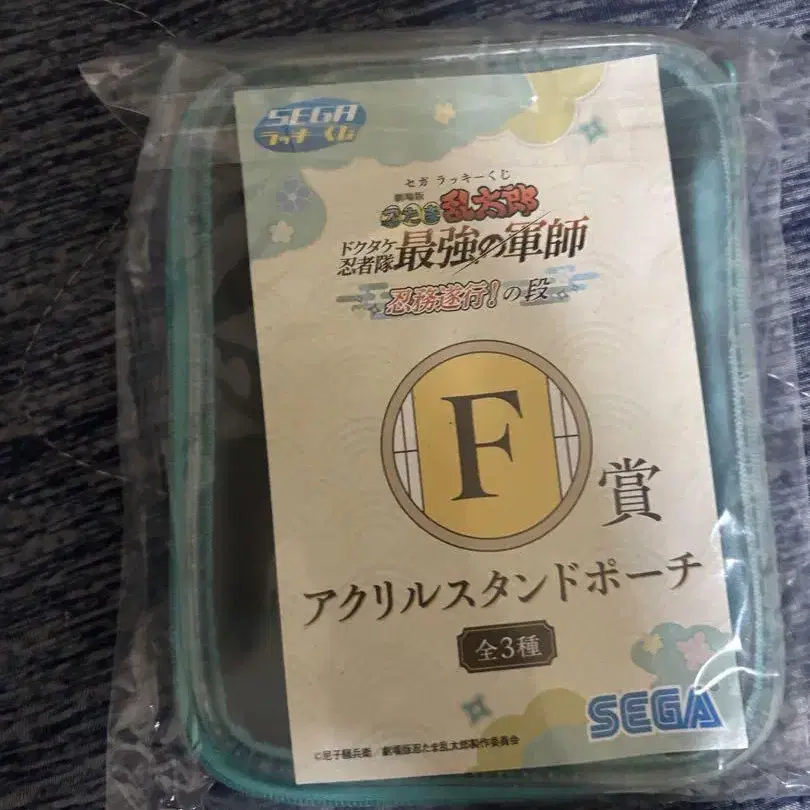 SEGA
ラッキーくじ
セガ ラッキーくじ
劇場版
忍たま乱太郎
ドクタケ
忍者隊
最強の軍師
忍務遂行!の段
F
賞
アクリルスタンドポーチ
全3種
SEGA
©尼子騒兵衛/劇場版忍たま乱太郎製作委員会